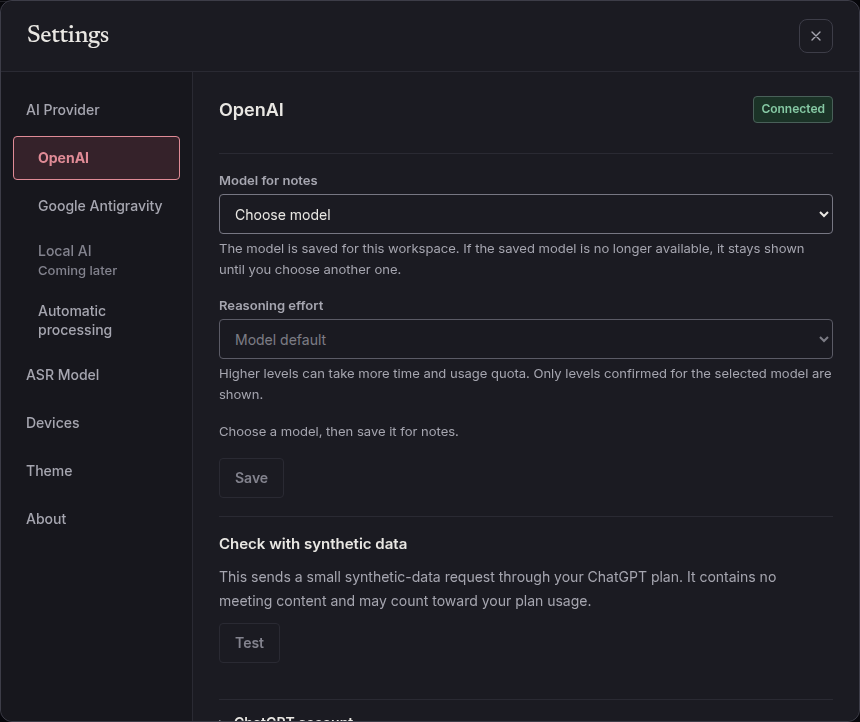 Settings
AI Provider
OpenAI
Google Antigravity
Local AI
Coming later
Automatic
processing
ASR Model
Devices
Theme
About
OpenAI
Connected
Model for notes
Choose model
The model is saved for this workspace. If the saved model is no longer available, it stays shown
until you choose another one.
Reasoning effort
Model default
Higher levels can take more time and usage quota. Only levels confirmed for the selected model are
shown.
Choose a model, then save it for notes.
Save
Check with synthetic data
This sends a small synthetic-data request through your ChatGPT plan. It contains no
meeting content and may count toward your plan usage.
Test
ChatGPT account